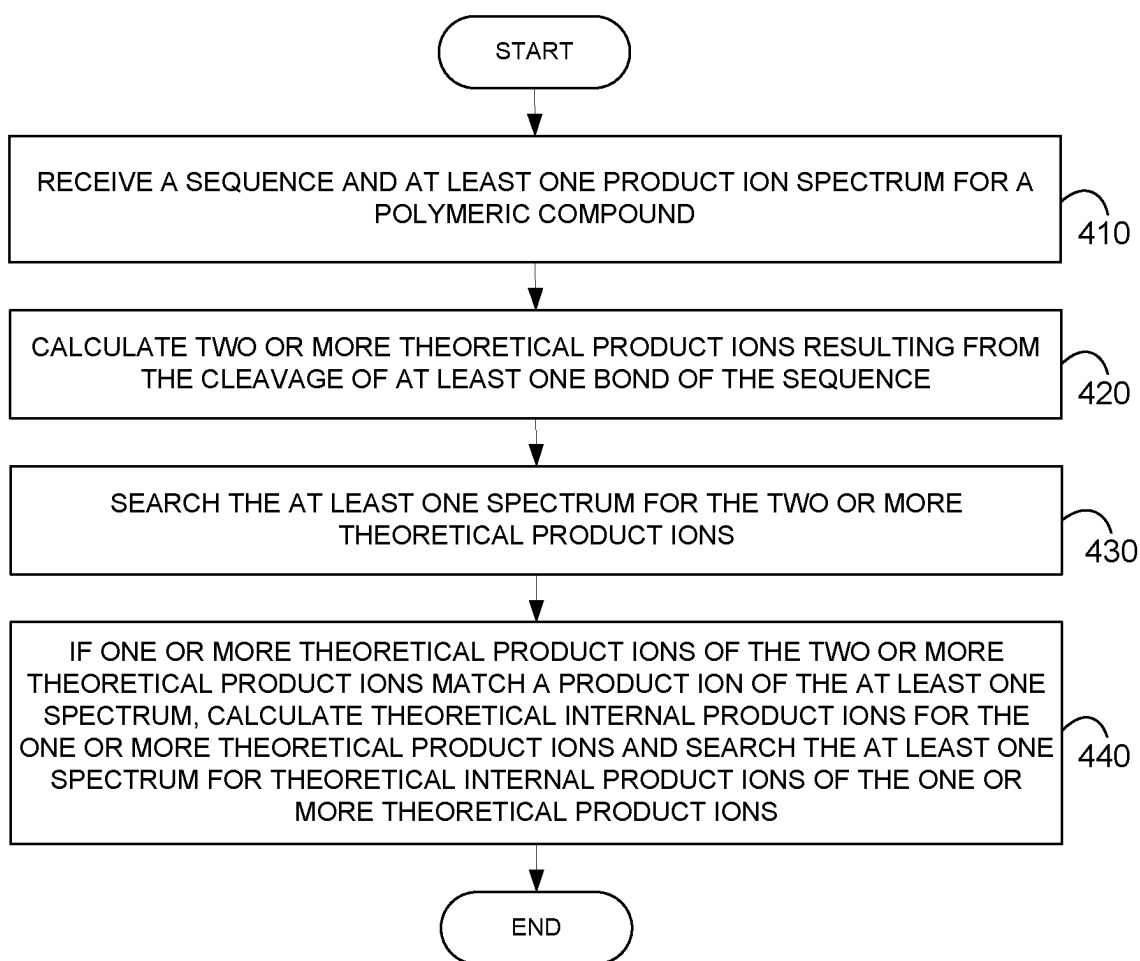 START
RECEIVE A SEQUENCE AND AT LEAST ONE PRODUCT ION SPECTRUM FOR A
POLYMERIC COMPOUND
410
CALCULATE TWO OR MORE THEORETICAL PRODUCT IONS RESULTING FROM
THE CLEAVAGE OF AT LEAST ONE BOND OF THE SEQUENCE
420
SEARCH THE AT LEAST ONE SPECTRUM FOR THE TWO OR MORE
THEORETICAL PRODUCT IONS
430
IF ONE OR MORE THEORETICAL PRODUCT IONS OF THE TWO OR MORE
THEORETICAL PRODUCT IONS MATCH A PRODUCT ION OF THE AT LEAST ONE
SPECTRUM, CALCULATE THEORETICAL INTERNAL PRODUCT IONS FOR THE
ONE OR MORE THEORETICAL PRODUCT IONS AND SEARCH THE AT LEAST ONE
SPECTRUM FOR THEORETICAL INTERNAL PRODUCT IONS OF THE ONE OR
MORE THEORETICAL PRODUCT IONS
440
END